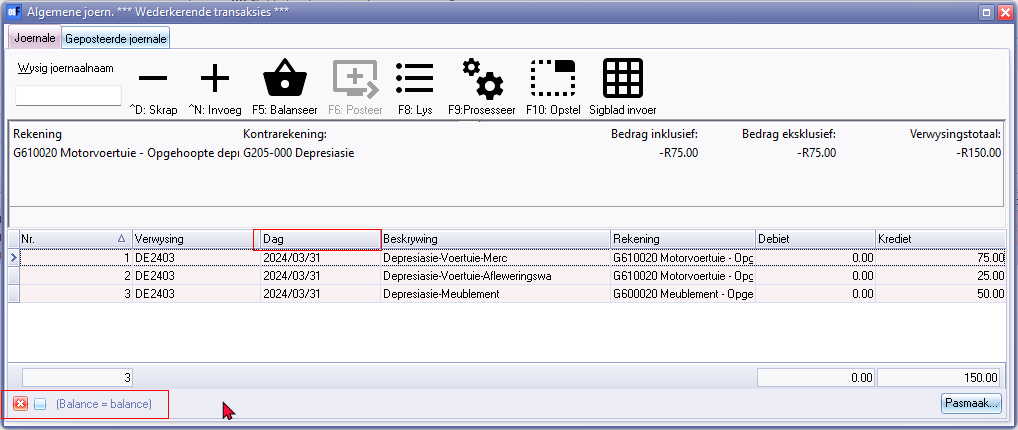 Algemene joern. *** Wederkerende transaksies ***
Joernale Geposteerde joernale
Wysig joernaalnaam
^D: Skrap ^N: Invoeg F5: Balanseer F6: Posteer F8: Lys F9:Prosesseer F10: Opstel Sigblad invoer
Rekening Kontrarekening: Bedrag inklusief: Bedrag eksklusief: Verwysingstotaal:
G610020 Motorvoertuie - Opgehoopte depr G205-000 Depresiasie -R75.00 -R75.00 -R150.00
Nr. Verwysing Dag Beskrywing Rekening Debiet Krediet
1 DE2403 2024/03/31 Depresiasie-Voertuie-Merc G610020 Motorvoertuie - Opg 0.00 75.00
2 DE2403 2024/03/31 Depresiasie-Voertuie-Afleweringswa G610020 Motorvoertuie - Opg 0.00 25.00
3 DE2403 2024/03/31 Depresiasie-Meublement G600020 Meublement - Opge 0.00 50.00
3 0.00 150.00
(Balance = balance) Pasmaak...